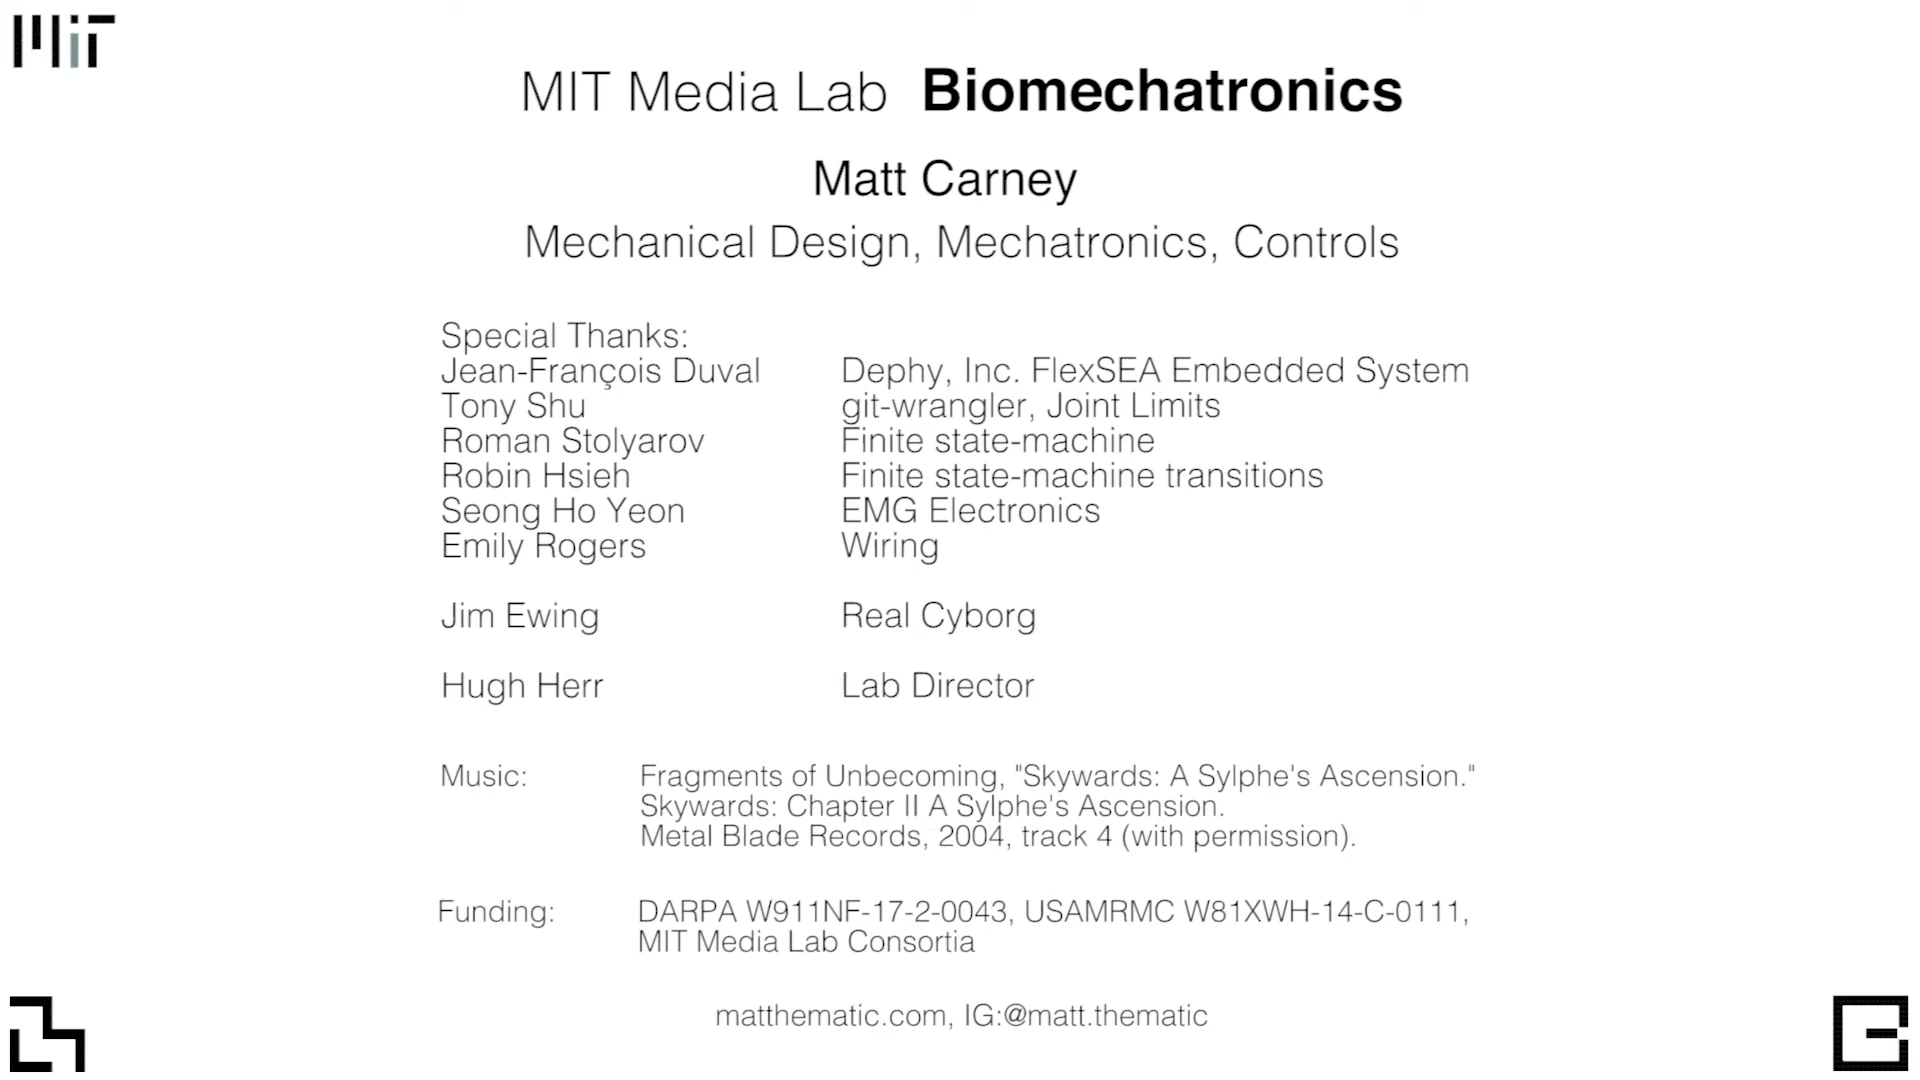 MIT
MIT Media Lab Biomechatronics
Matt Carney
Mechanical Design, Mechatronics, Controls
Special Thanks:
Jean-François Duval Dephy, Inc. FlexSEA Embedded System
Tony Shu git-wrangler, Joint Limits
Roman Stolyarov Finite state-machine
Robin Hsieh Finite state-machine transitions
Seong Ho Yeon EMG Electronics
Emily Rogers Wiring
Jim Ewing Real Cyborg
Hugh Herr Lab Director
Music: Fragments of Unbecoming, "Skywards: A Sylphe's Ascension."
Skywards: Chapter II A Sylphe's Ascension.
Metal Blade Records, 2004, track 4 (with permission).
Funding: DARPA W911NF-17-2-0043, USAMRMC W81XWH-14-C-0111,
MIT Media Lab Consortia
matthematic.com, IG:@matt.thematic